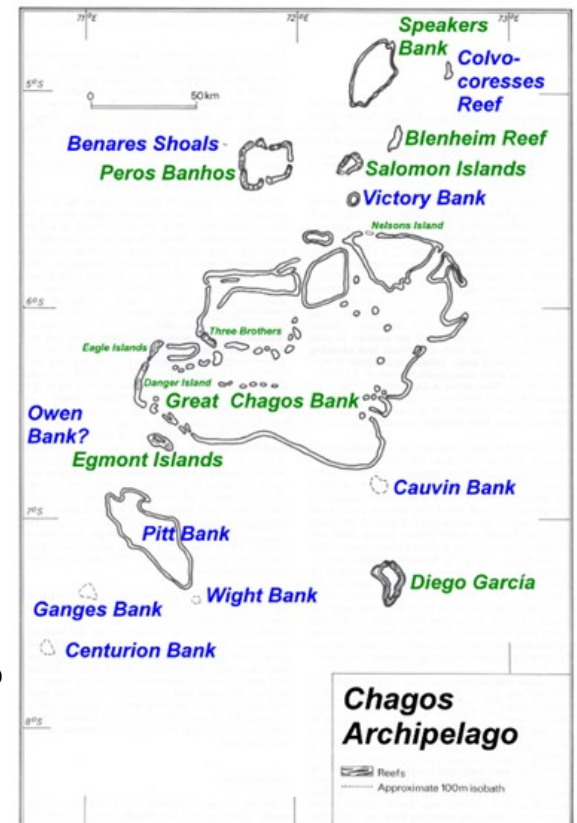 71°E
72°E
73°E
Speakers
Bank
Colvo-
coresses
Reef
5°S
0 50km
Benares Shoals
Blenheim Reef
Peros Banhos
Salomon Islands
Victory Bank
Nelsons Island
6°S
Three Brothers
Eagle Islands
Danger Island
Great Chagos Bank
Owen
Bank?
Egmont Islands
Cauvin Bank
7°S
Pitt Bank
Diego García
Wight Bank
Ganges Bank
Centurion Bank
Chagos
Archipelago
8°S
Reefs
Approximate 100m isobath